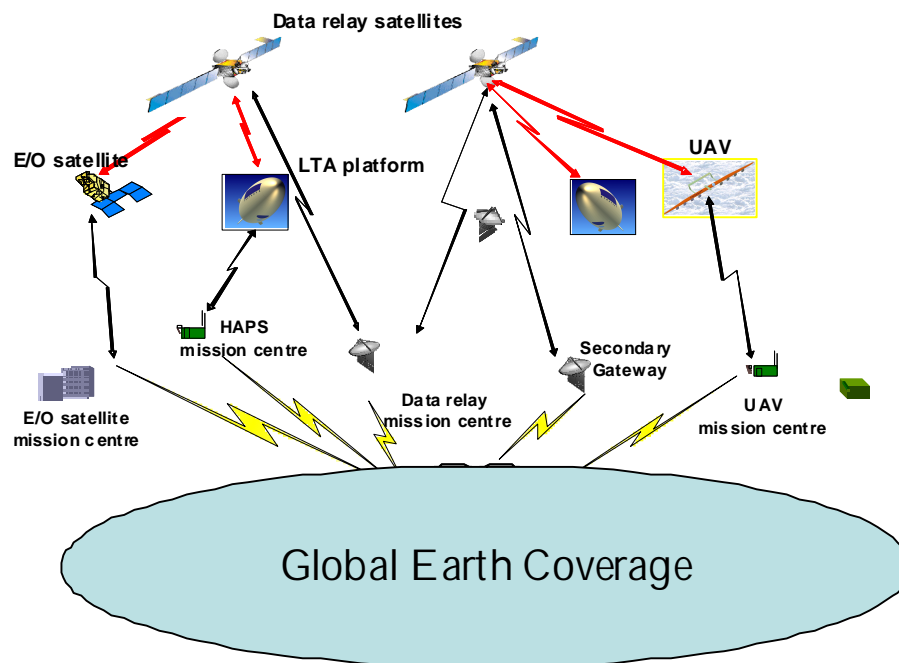 Data relay satellites
E/O satellite
LTA platform
UAV
HAPS
mission centre
Secondary
Gateway
E/O satellite
mission centre
Data relay
mission centre
UAV
mission centre
Global Earth Coverage